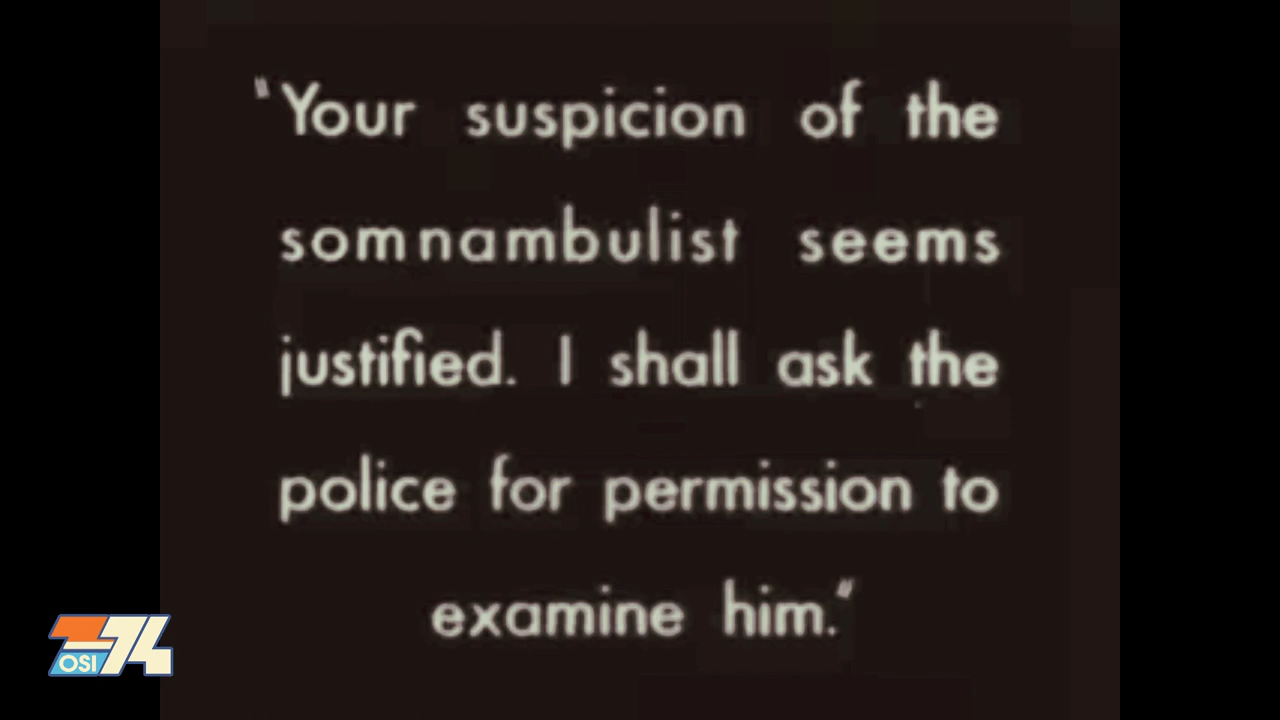 "Your suspicion of the
somnambulist seems
justified. I shall ask the
police for permission to
examine him."
OSI 74